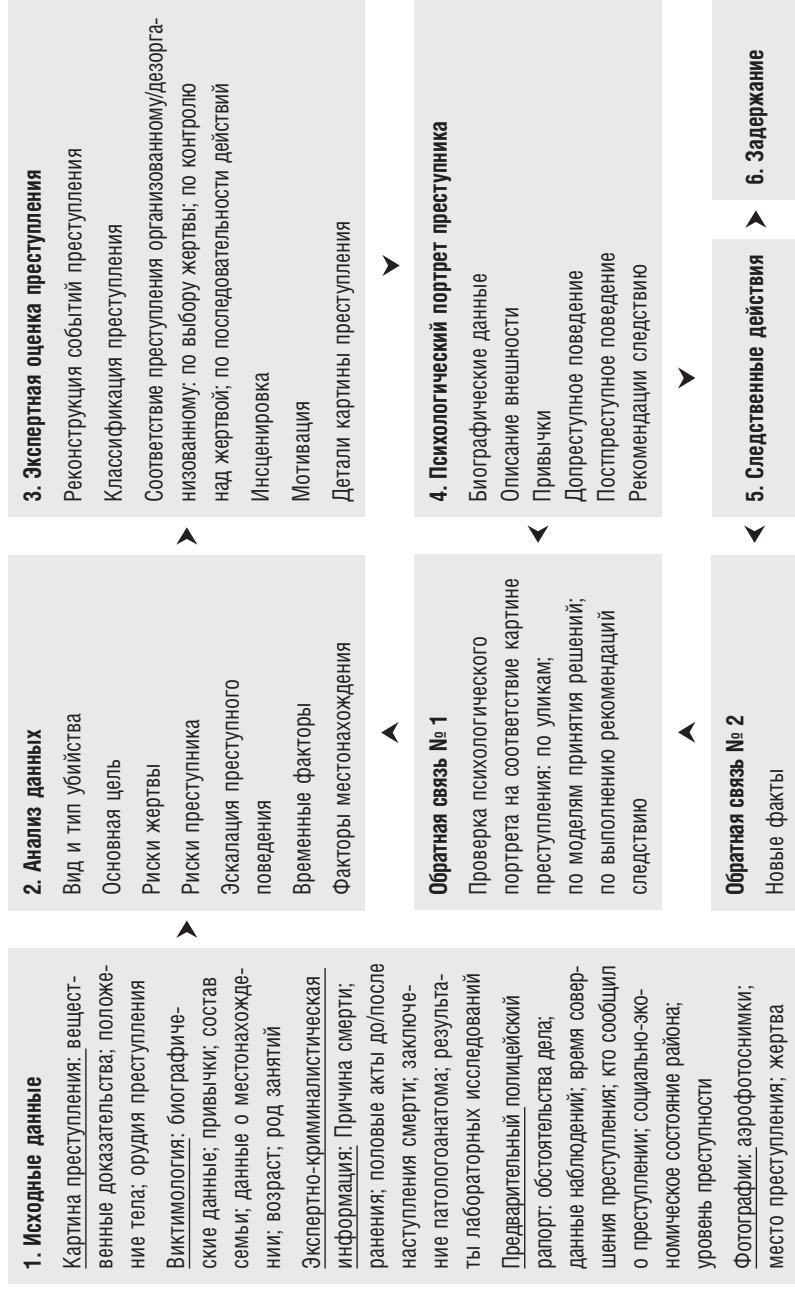 1. Исходные данные
Картина преступления: вещест-
венные доказательства; положе-
ние тела; орудия преступления
Виктимология: биографиче-
ские данные; привычки; состав
семьи; данные о местонахожде-
нии; возраст; род занятий
Экспертно-криминалистическая
информация: Причина смерти;
ранения; половые акты до/после
наступления смерти; заключе-
ние патологоанатома; результа-
ты лабораторных исследований
Предварительный полицейский
рапорт: обстоятельства дела;
данные наблюдений; время совер-
шения преступления; кто сообщил
о преступлении; социально-эко-
номическое состояние района;
уровень преступности
Фотографии: аэрофотоснимки;
место преступления; жертва
2. Анализ данных
Вид и тип убийства
Основная цель
Риски жертвы
Риски преступника
Эскалация преступного
поведения
Временные факторы
Факторы местонахождения
3. Экспертная оценка преступления
Реконструкция событий преступления
Классификация преступления
Соответствие преступления организованному/дезорга-
низованному: по выбору жертвы; по контролю
над жертвой; по последовательности действий
Инсценировка
Мотивация
Детали картины преступления
Обратная связь № 1
Проверка психологического
портрета на соответствие картине
преступления: по уликам;
по моделям принятия решений;
по выполнению рекомендаций
следствию
4. Психологический портрет преступника
Биографические данные
Описание внешности
Привычки
Допреступное поведение
Постпреступное поведение
Рекомендации следствию
Обратная связь № 2
Новые факты
5. Следственные действия
6. Задержание